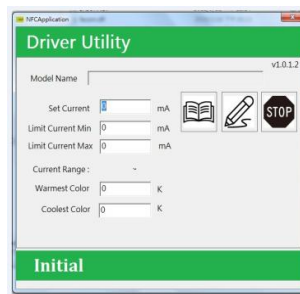 NFCApplication
Driver Utility
v1.0.1.2
Model Name
Set Current 0 mA
Limit Current Min 0 mA
Limit Current Max 0 mA
STOP
Current Range : -
Warmest Color 0 K
Coolest Color 0 K
Initial